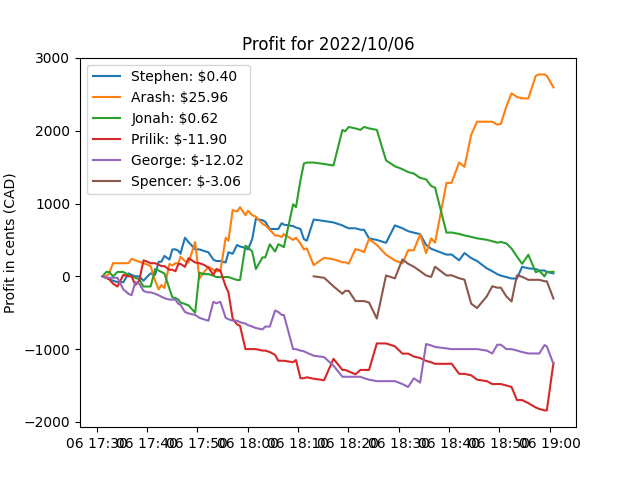 Profit for 2022/10/06
Profit in cents (CAD)
3000
2000
1000
0
−1000
−2000
Stephen: $0.40
Arash: $25.96
Jonah: $0.62
Prilik: $-11.90
George: $-12.02
Spencer: $-3.06
06 17:30 06 17:40 06 17:50 06 18:00 06 18:10 06 18:20 06 18:30 06 18:40 06 18:50 06 19:00